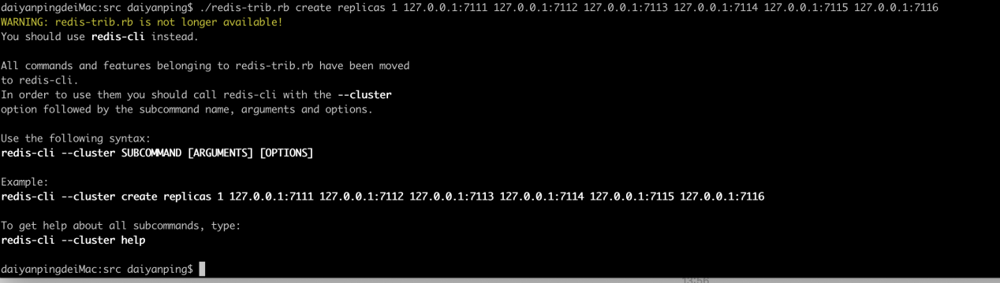 daiyanpingdeiMac:src daiyanping$ ./redis-trib.rb create replicas 1 127.0.0.1:7111 127.0.0.1:7112 127.0.0.1:7113 127.0.0.1:7114 127.0.0.1:7115 127.0.0.1:7116
WARNING: redis-trib.rb is not longer available!
You should use redis-cli instead.
All commands and features belonging to redis-trib.rb have been moved
to redis-cli.
In order to use them you should call redis-cli with the --cluster
option followed by the subcommand name, arguments and options.
Use the following syntax:
redis-cli --cluster SUBCOMMAND [ARGUMENTS] [OPTIONS]
Example:
redis-cli --cluster create replicas 1 127.0.0.1:7111 127.0.0.1:7112 127.0.0.1:7113 127.0.0.1:7114 127.0.0.1:7115 127.0.0.1:7116
To get help about all subcommands, type:
redis-cli --cluster help
daiyanpingdeiMac:src daiyanping$